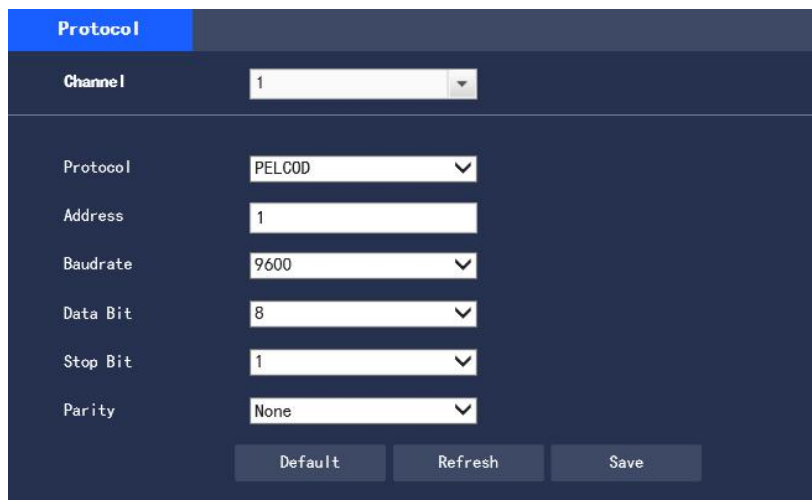 Protocol
Channel 1
Protocol PELCOD
Address 1
Baudrate 9600
Data Bit 8
Stop Bit 1
Parity None
Default Refresh Save